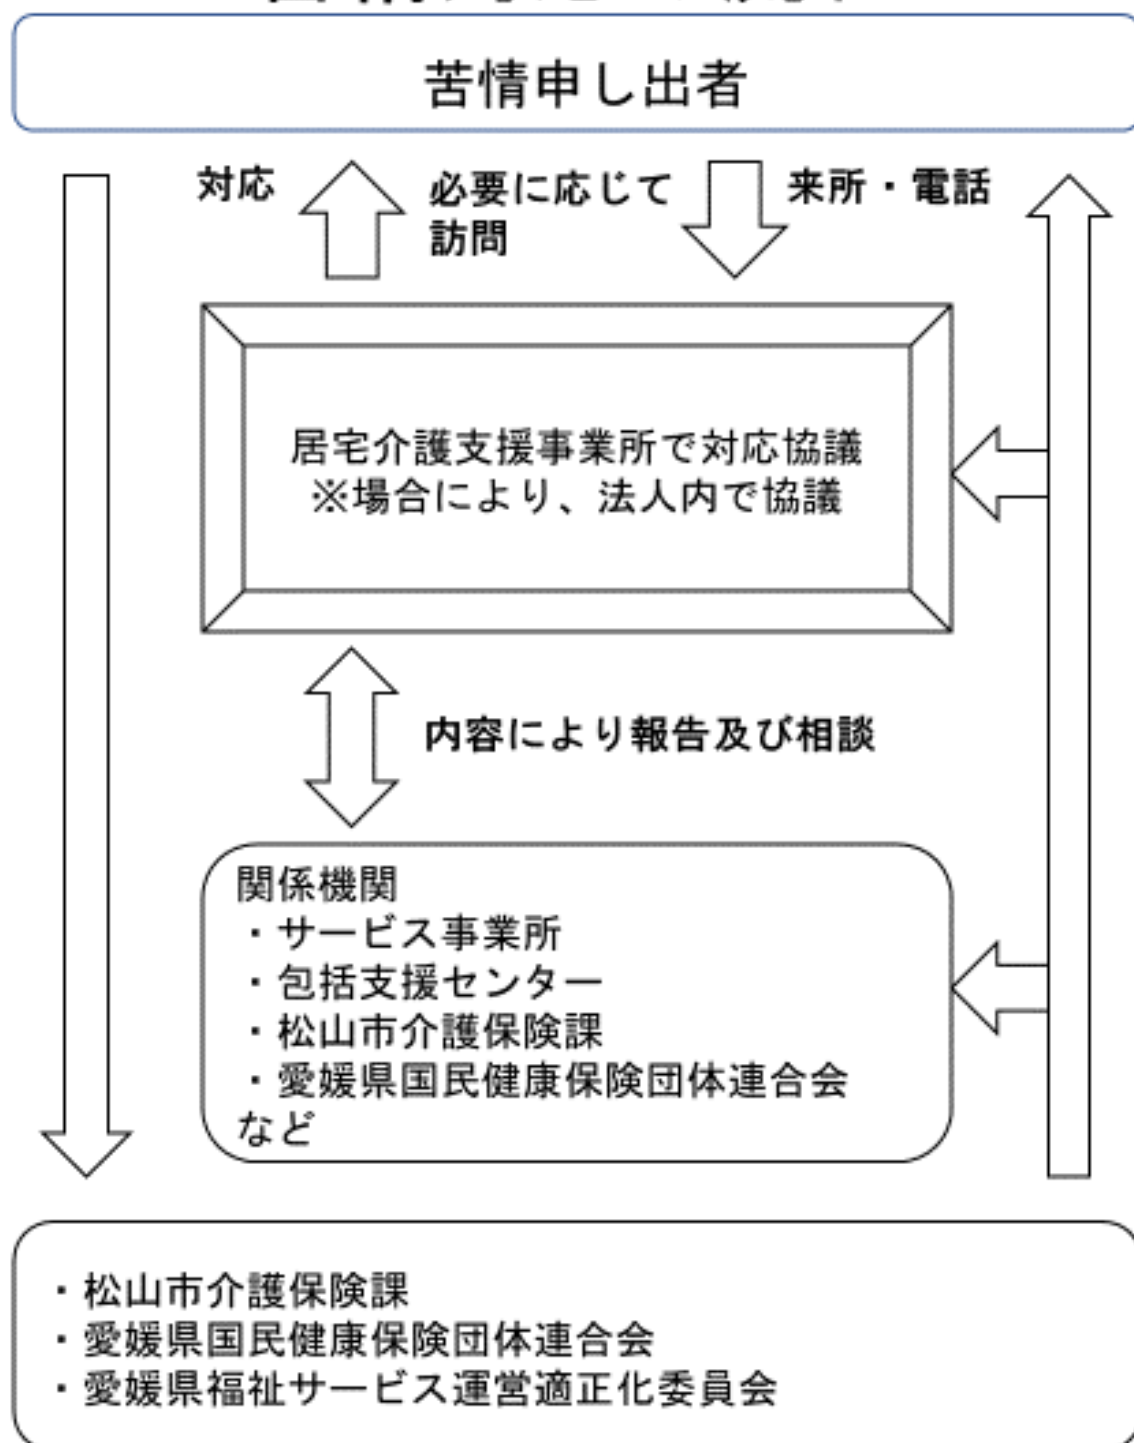 苦情申し出者
対応
必要に応じて
訪問
来所・電話
居宅介護支援事業所で対応協議
※場合により、法人内で協議
内容により報告及び相談
関係機関
・サービス事業所
・包括支援センター
・松山市介護保険課
・愛媛県国民健康保険団体連合会
など
・松山市介護保険課
・愛媛県国民健康保険団体連合会
・愛媛県福祉サービス運営適正化委員会